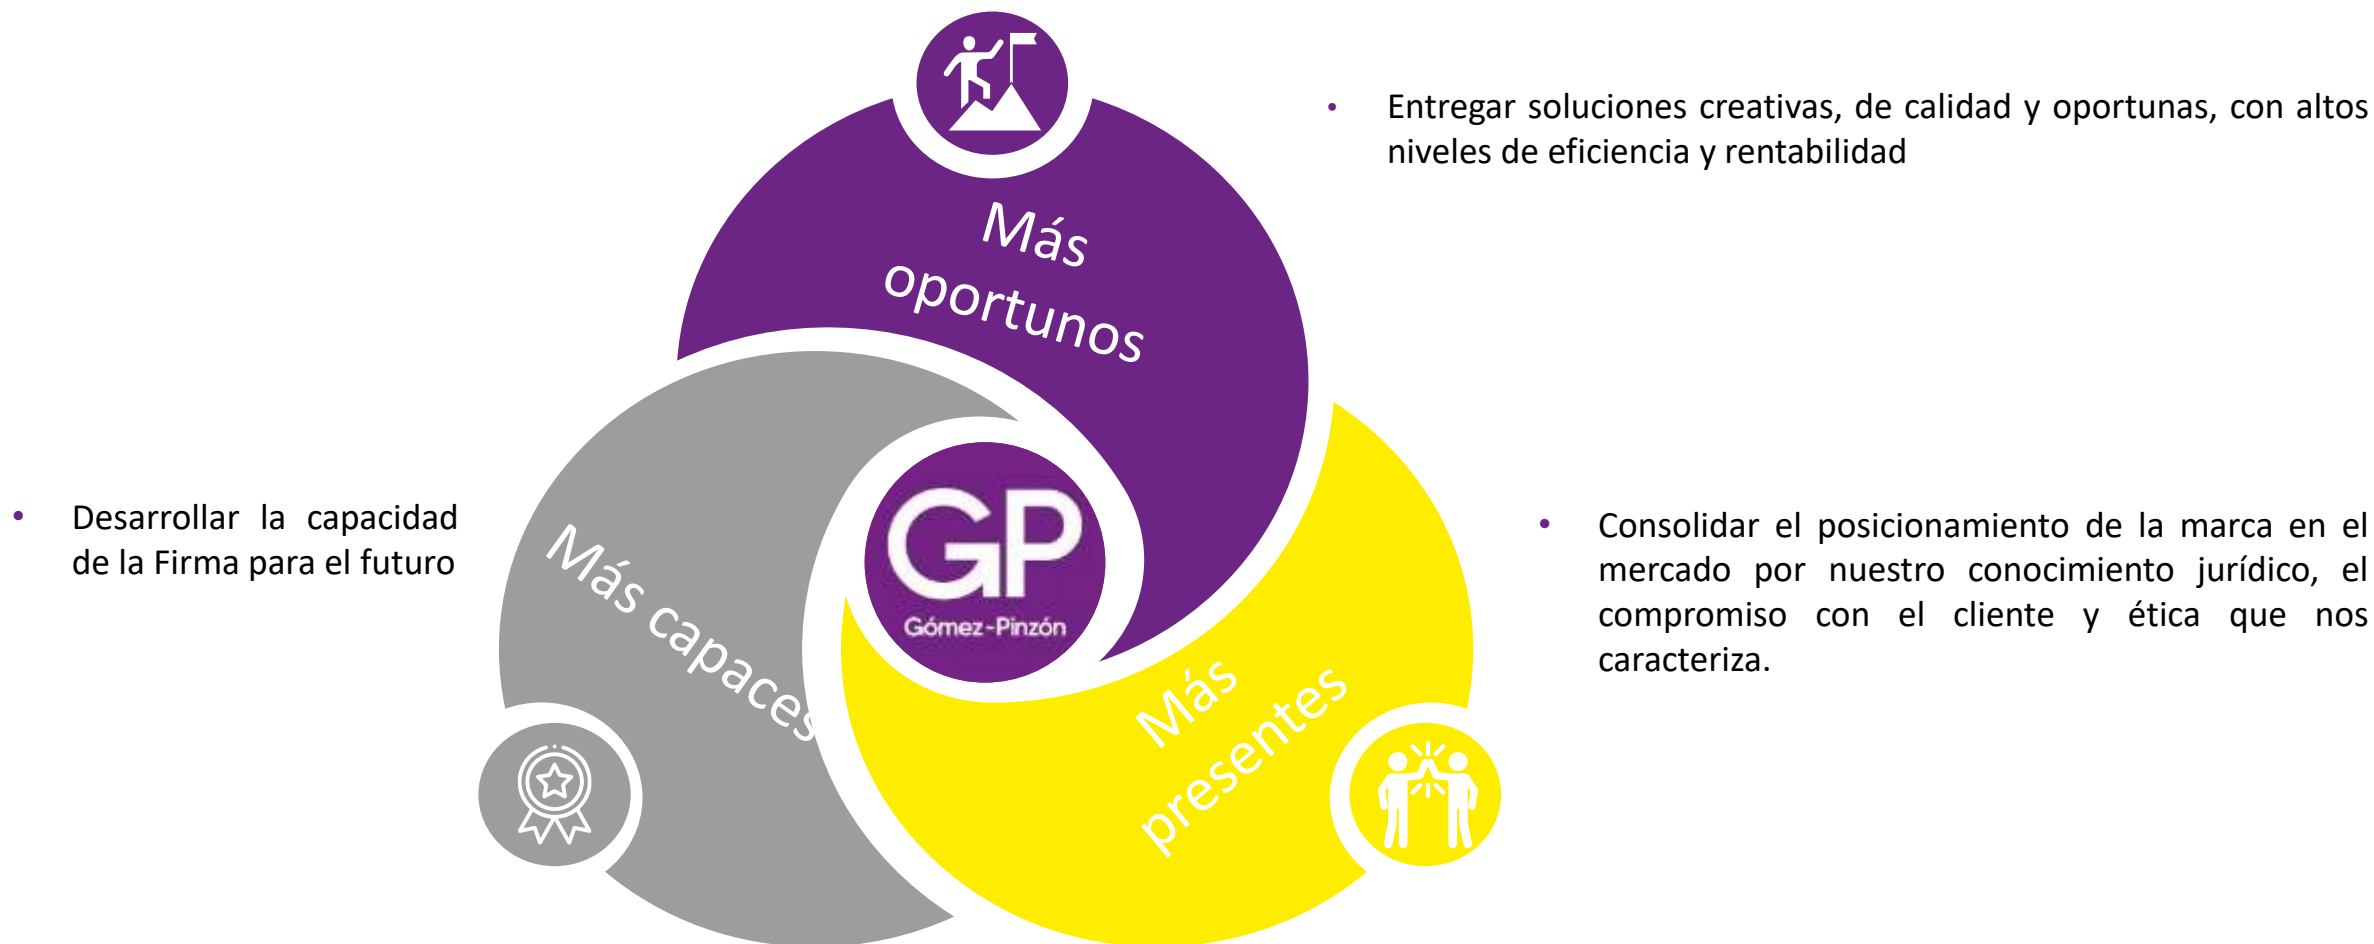 • Entregar soluciones creativas, de calidad y oportunas, con altos
niveles de eficiencia y rentabilidad
Más
oportunos
• Desarrollar la capacidad
de la Firma para el futuro
Más capaces
GP
Gómez-Pinzón
Más
presentes
• Consolidar el posicionamiento de la marca en el
mercado por nuestro conocimiento jurídico, el
compromiso con el cliente y ética que nos
caracteriza.